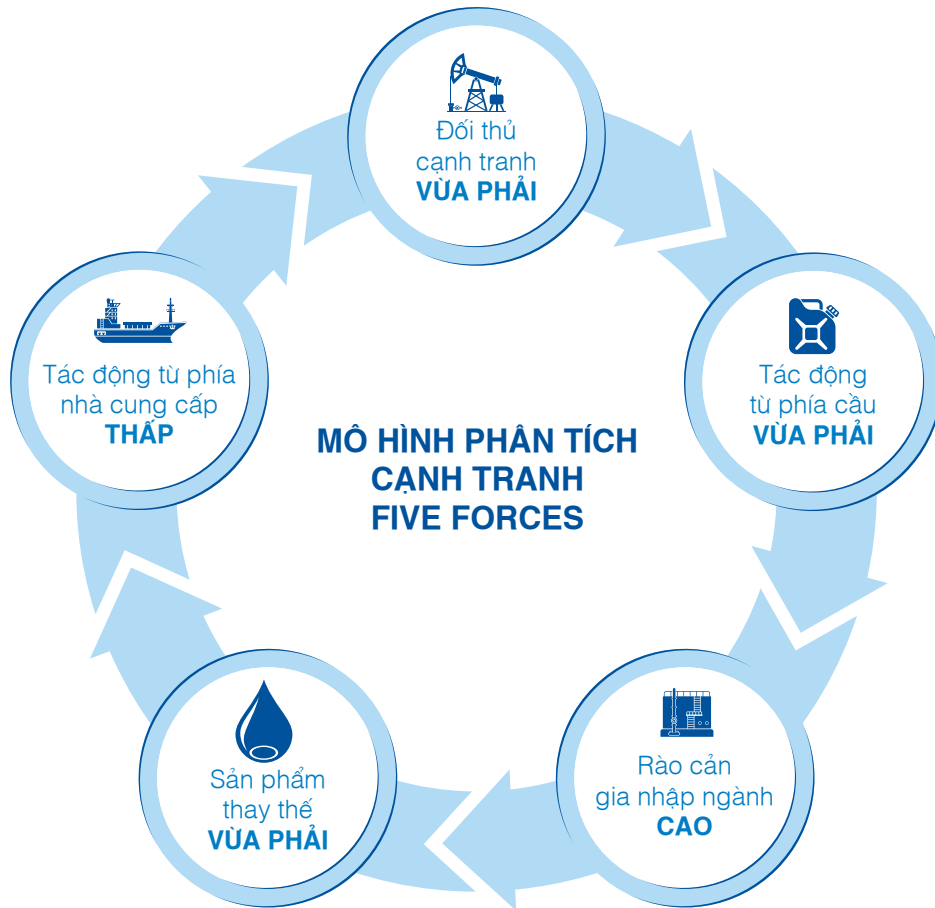 Đối thủ
cạnh tranh
VỪA PHẢI
Tác động
từ phía cầu
VỪA PHẢI
Rào cản
gia nhập ngành
CAO
Sản phẩm
thay thế
VỪA PHẢI
Tác động từ phía
nhà cung cấp
THẤP
MÔ HÌNH PHÂN TÍCH
CẠNH TRANH
FIVE FORCES